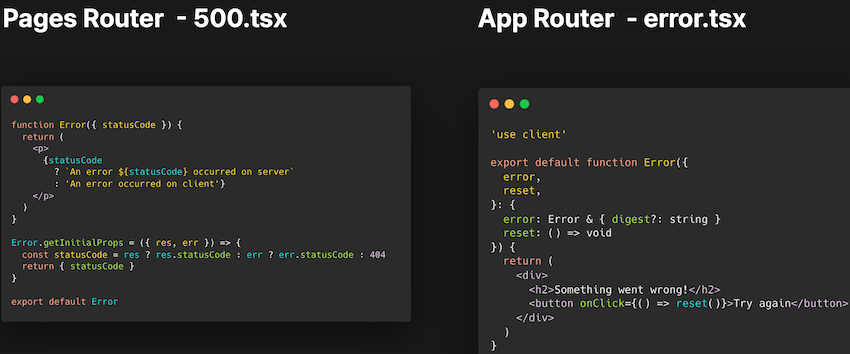 Pages Router - 500.tsx
function Error({ statusCode }) {
  return (
    <p>
      {statusCode
        ? `An error ${statusCode} occurred on server`
        : 'An error occurred on client'}
    </p>
  )
}

Error.getInitialProps = ({ res, err }) => {
  const statusCode = res ? res.statusCode : err ? err.statusCode : 404
  return { statusCode }
}

export default Error
App Router - error.tsx
'use client'

export default function Error({
  error,
  reset,
}: {
  error: Error & { digest?: string }
  reset: () => void
}) {
  return (
    <div>
      <h2>Something went wrong!</h2>
      <button onClick={() => reset()}>Try again</button>
    </div>
  )
}